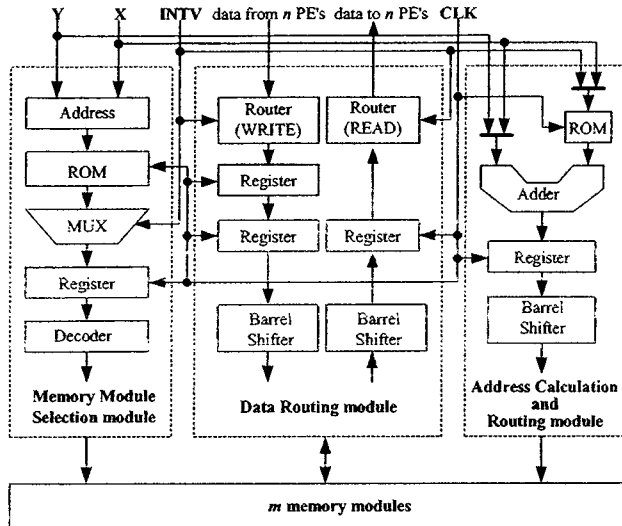 Y X INTV data from n PE's data to n PE's CLK
Address
ROM
MUX
Register
Decoder
Memory Module
Selection module
Router
(WRITE)
Register
Register
Barrel
Shifter
Router
(READ)
Register
Barrel
Shifter
Data Routing module
ROM
Adder
Register
Barrel
Shifter
Address Calculation
and
Routing module
m memory modules